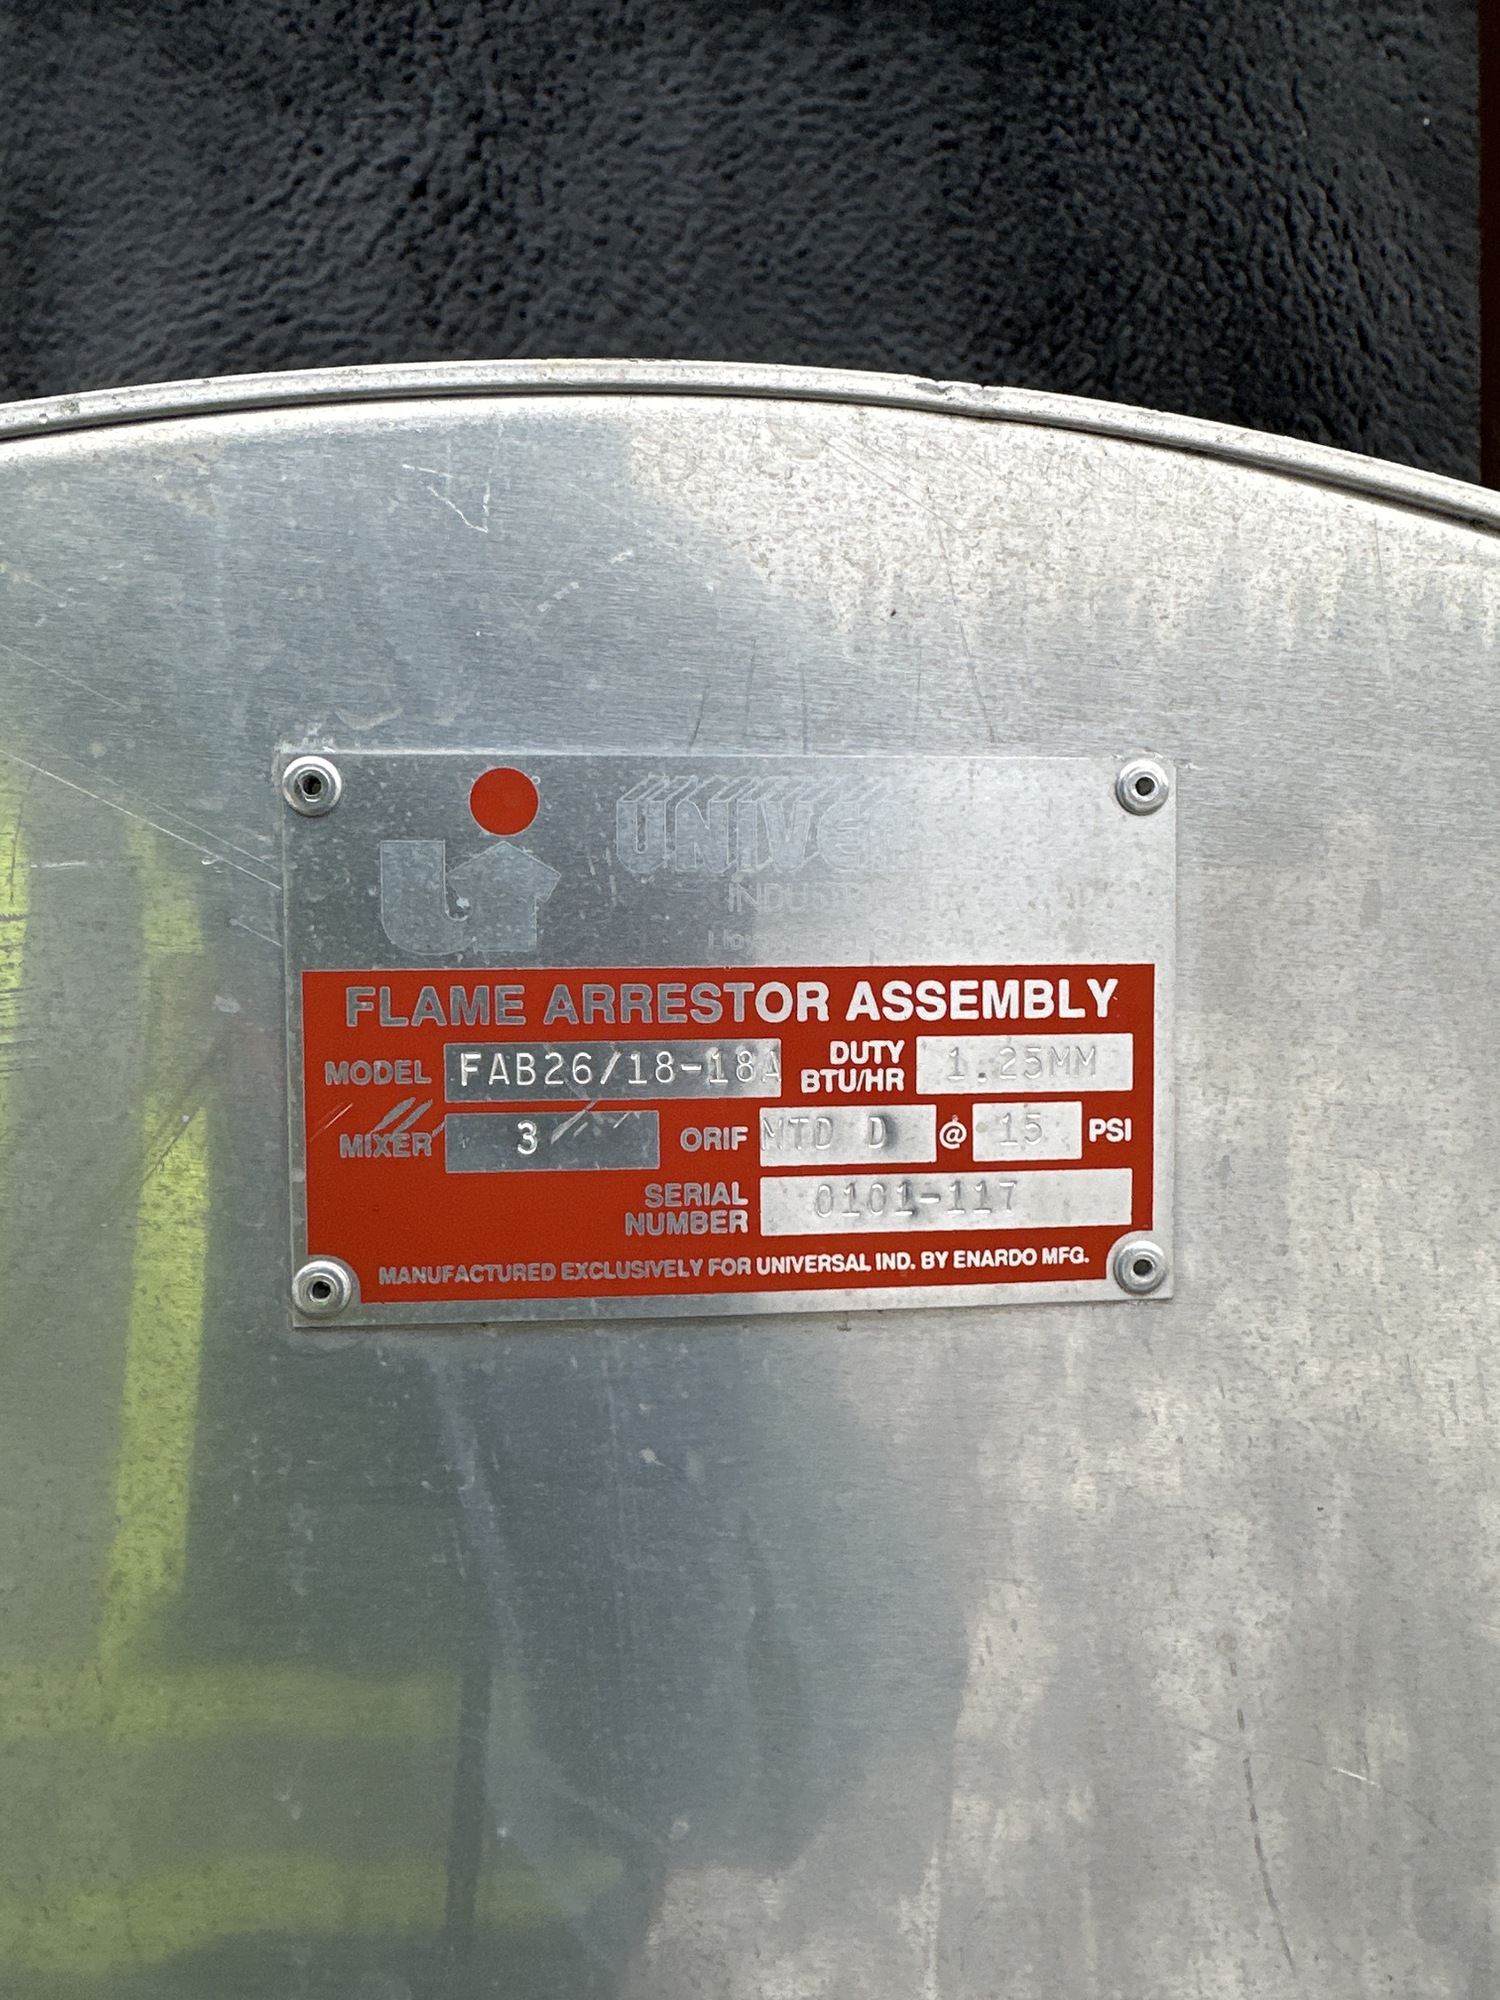 FLAME ARRESTOR ASSEMBLY
MODEL FAB26/18-18A DUTY BTU/HR 1.25MM
MIXER 3 ORIF MTD D @ 15 PSI
SERIAL NUMBER 0101-117
MANUFACTURED EXCLUSIVELY FOR UNIVERSAL IND. BY ENARDO MFG.